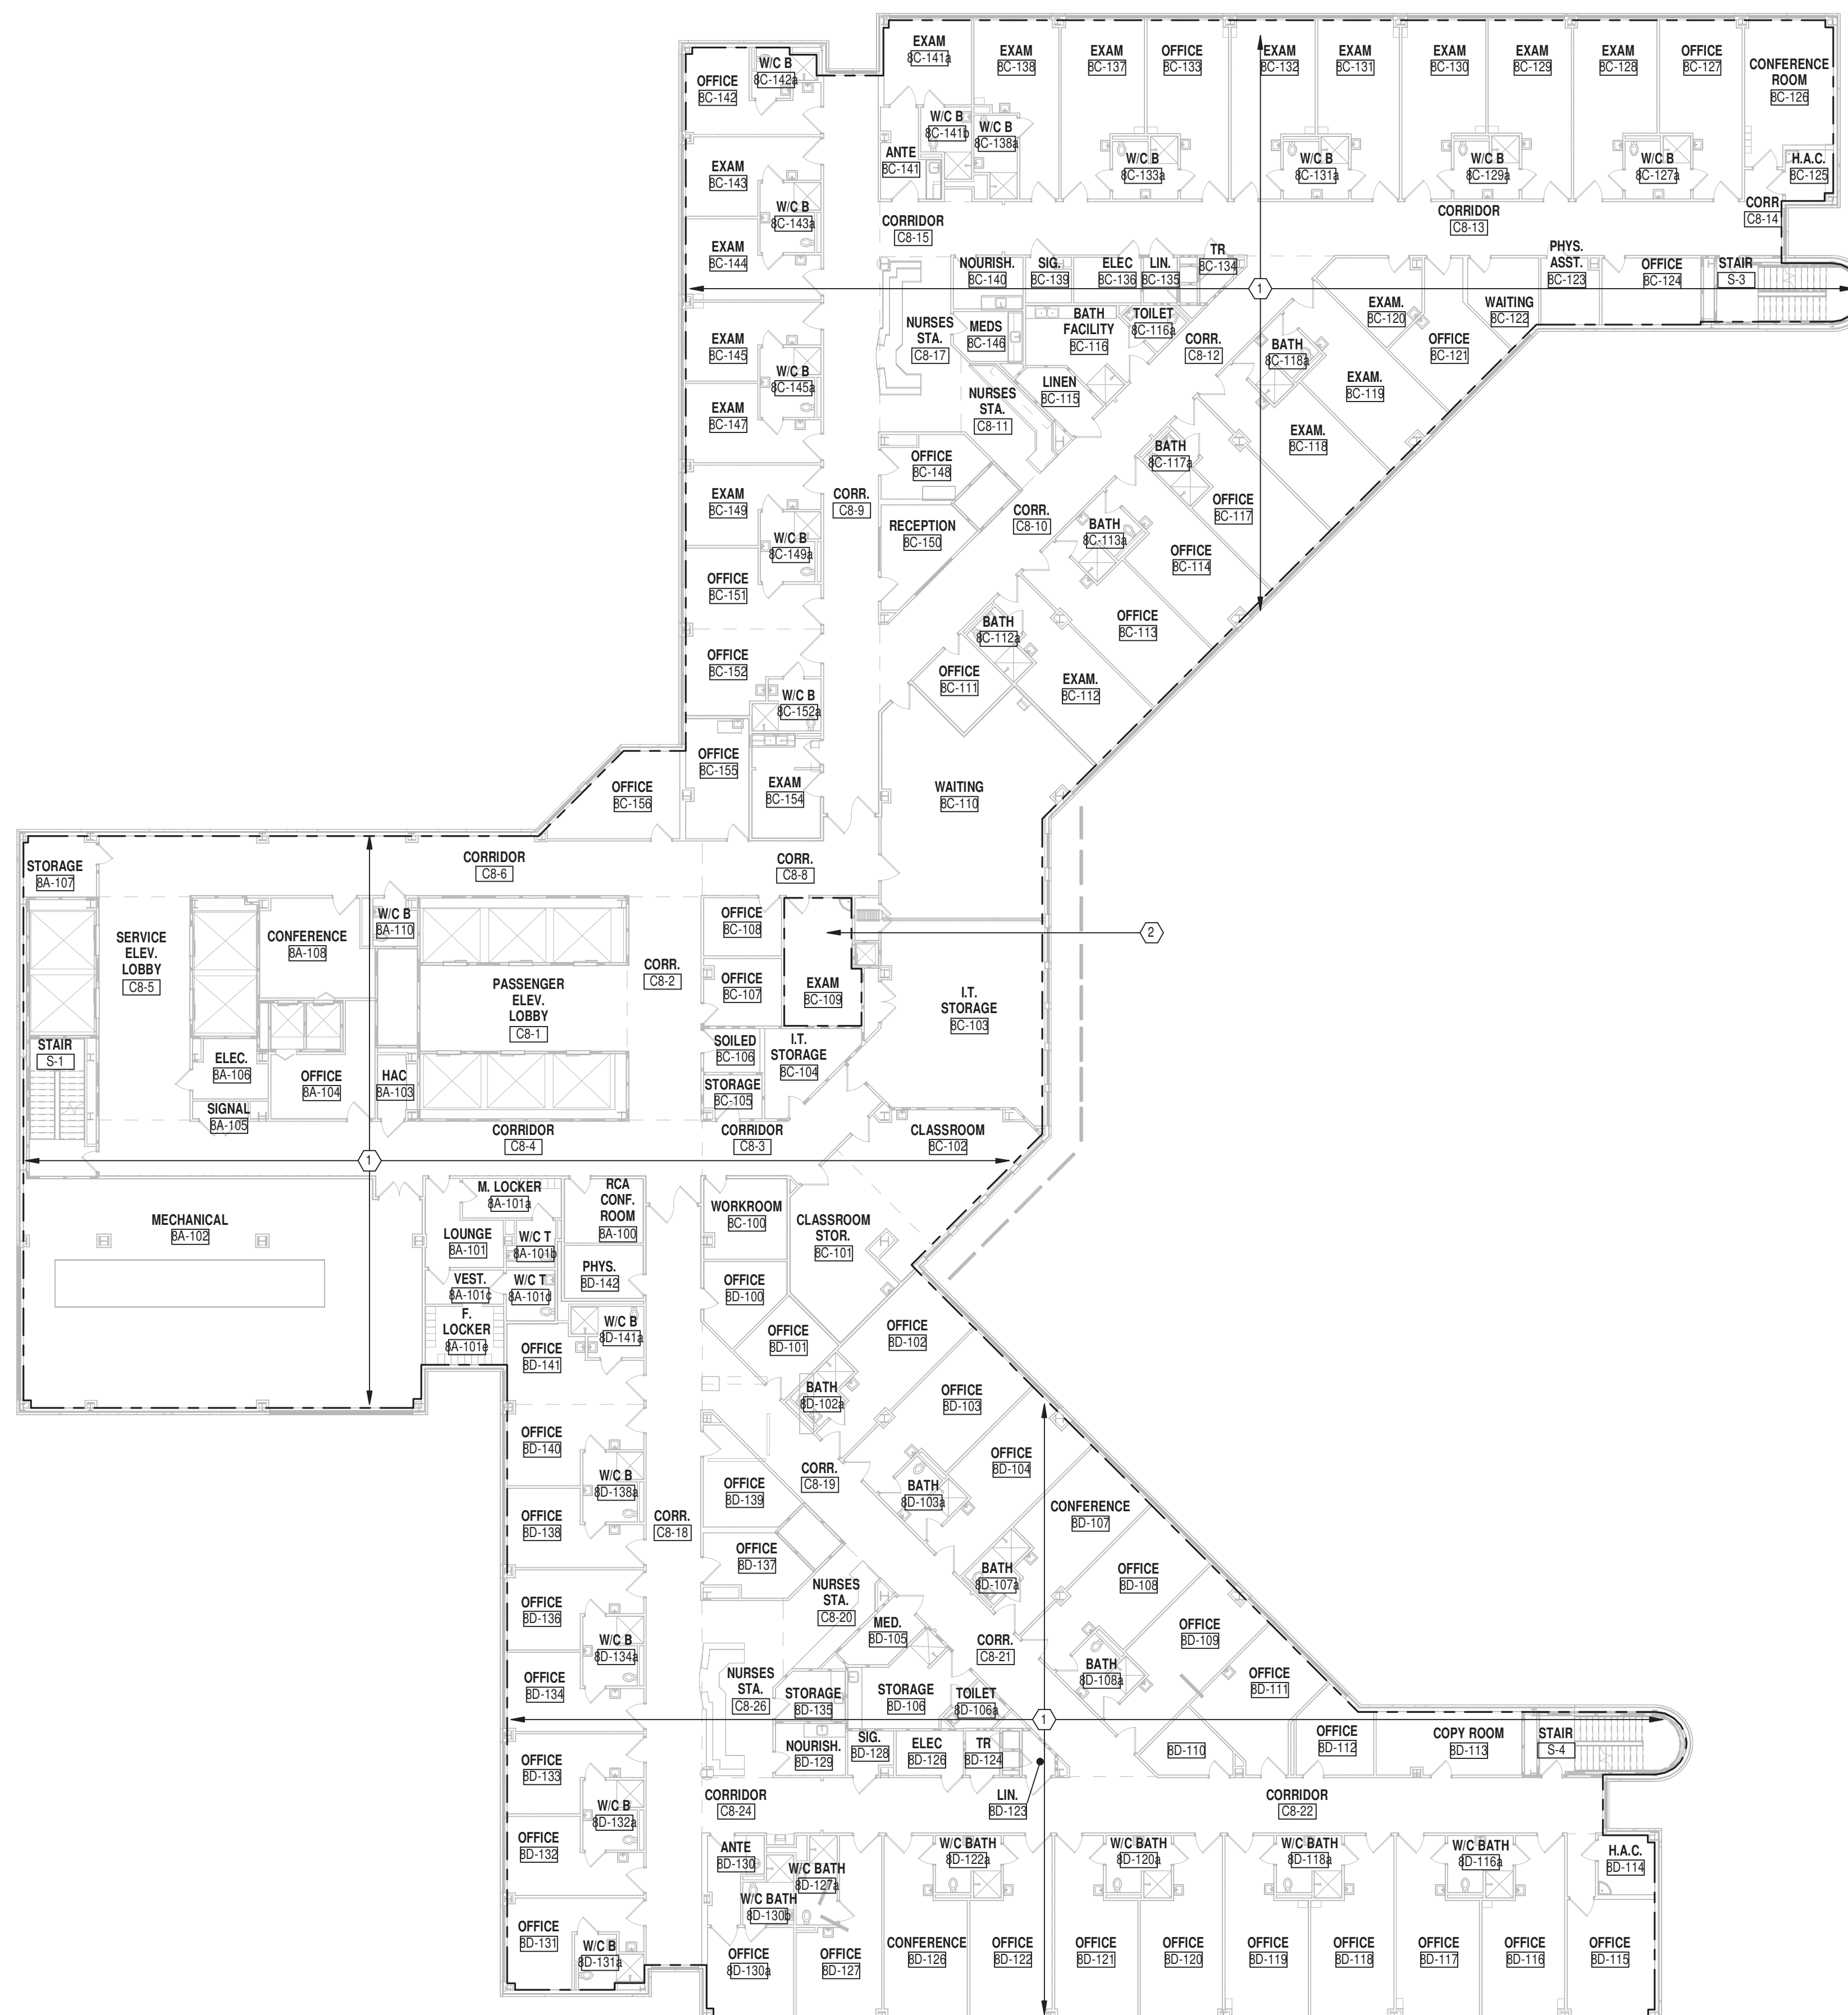 EXAM
8C-141a
EXAM
8C-138
EXAM
8C-137
OFFICE
8C-133
EXAM
8C-132
EXAM
8C-131
EXAM
8C-130
EXAM
8C-129
EXAM
8C-128
OFFICE
8C-127
CONFERENCE
ROOM
8C-126
OFFICE
8C-142
W/C B
8C-142a
W/C B
8C-141b
W/C B
8C-138a
ANTE
8C-141
W/C B
8C-133a
W/C B
8C-131a
W/C B
8C-129a
W/C B
8C-127a
H.A.C.
8C-125
EXAM
8C-143
W/C B
8C-143a
EXAM
8C-144
CORRIDOR
C8-15
CORRIDOR
C8-13
CORR
C8-14
NOURISH.
8C-140
SIG.
8C-139
ELEC
8C-136
LIN.
8C-135
TR
8C-134
PHYS.
ASST.
8C-123
OFFICE
8C-124
STAIR
S-3
1
EXAM.
8C-120
WAITING
8C-122
OFFICE
8C-121
EXAM
8C-145
W/C B
8C-145a
EXAM
8C-147
NURSES
STA.
C8-17
MEDS
8C-146
BATH
FACILITY
8C-116
TOILET
8C-116a
CORR.
C8-12
BATH
8C-118a
LINEN
8C-115
NURSES
STA.
C8-11
EXAM.
8C-119
EXAM.
8C-118
OFFICE
8C-148
BATH
8C-117a
OFFICE
8C-117
EXAM
8C-149
W/C B
8C-149a
CORR.
C8-9
RECEPTION
8C-150
CORR.
C8-10
BATH
8C-113a
OFFICE
8C-114
OFFICE
8C-151
OFFICE
8C-113
BATH
8C-112a
OFFICE
8C-152
W/C B
8C-152a
OFFICE
8C-111
EXAM.
8C-112
OFFICE
8C-155
EXAM
8C-154
OFFICE
8C-156
WAITING
8C-110
STORAGE
8A-107
CORRIDOR
C8-6
CORR.
C8-8
W/C B
8A-110
OFFICE
8C-108
2
SERVICE
ELEV.
LOBBY
C8-5
CONFERENCE
8A-108
CORR.
C8-2
PASSENGER
ELEV.
LOBBY
C8-1
OFFICE
8C-107
EXAM
8C-109
I.T.
STORAGE
8C-103
STAIR
S-1
ELEC.
8A-106
OFFICE
8A-104
HAC
8A-103
SOILED
8C-106
I.T.
STORAGE
8C-104
STORAGE
8C-105
SIGNAL
8A-105
CORRIDOR
C8-4
CORRIDOR
C8-3
CLASSROOM
8C-102
1
MECHANICAL
8A-102
M. LOCKER
8A-101a
RCA
CONF.
ROOM
8A-100
WORKROOM
8C-100
CLASSROOM
STOR.
8C-101
LOUNGE
8A-101
W/C T
8A-101b
VEST.
8A-101c
W/C T
8A-101d
PHYS.
8D-142
OFFICE
8D-100
F.
LOCKER
8A-101e
W/C B
8D-141a
OFFICE
8D-141
OFFICE
8D-101
OFFICE
8D-102
BATH
8D-102a
OFFICE
8D-103
OFFICE
8D-140
W/C B
8D-138a
OFFICE
8D-139
CORR.
C8-19
BATH
8D-103a
OFFICE
8D-104
CONFERENCE
8D-107
OFFICE
8D-138
CORR.
C8-18
OFFICE
8D-137
BATH
8D-107a
OFFICE
8D-108
OFFICE
8D-136
NURSES
STA.
C8-20
W/C B
8D-134a
MED.
8D-105
CORR.
C8-21
OFFICE
8D-109
OFFICE
8D-134
NURSES
STA.
C8-26
STORAGE
8D-135
STORAGE
8D-106
TOILET
8D-106a
BATH
8D-108a
OFFICE
8D-111
1
OFFICE
8D-133
NOURISH.
8D-129
SIG.
8D-128
ELEC
8D-126
TR
8D-124
8D-110
OFFICE
8D-112
COPY ROOM
8D-113
STAIR
S-4
W/C B
8D-132a
CORRIDOR
C8-24
LIN.
8D-123
CORRIDOR
C8-22
OFFICE
8D-132
ANTE
8D-130
W/C BATH
8D-127a
W/C BATH
8D-122a
W/C BATH
8D-120a
W/C BATH
8D-118a
W/C BATH
8D-116a
H.A.C.
8D-114
W/C BATH
8D-130b
OFFICE
8D-131
W/C B
8D-131a
OFFICE
8D-130a
OFFICE
8D-127
CONFERENCE
8D-126
OFFICE
8D-122
OFFICE
8D-121
OFFICE
8D-120
OFFICE
8D-119
OFFICE
8D-118
OFFICE
8D-117
OFFICE
8D-116
OFFICE
8D-115